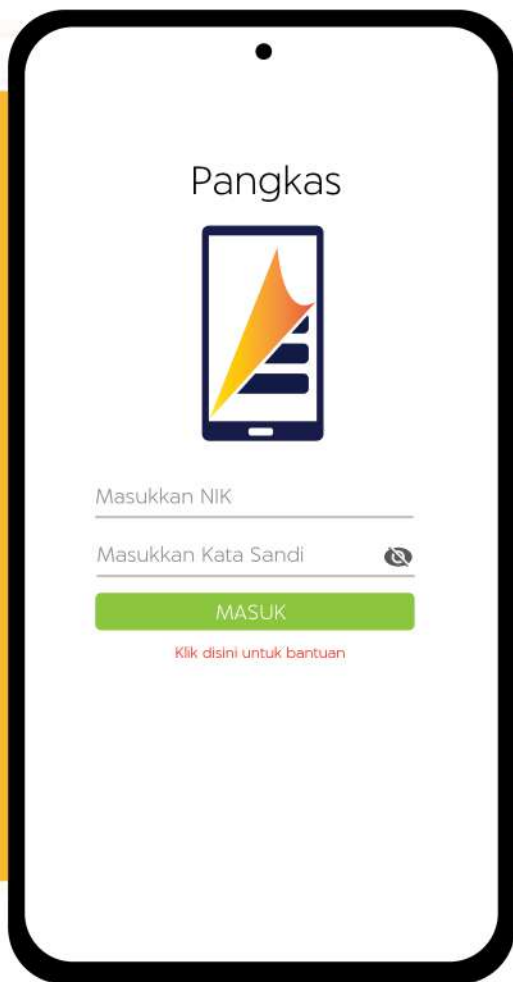 Pangkas
Masukkan NIK
Masukkan Kata Sandi
MASUK
Klik disini untuk bantuan